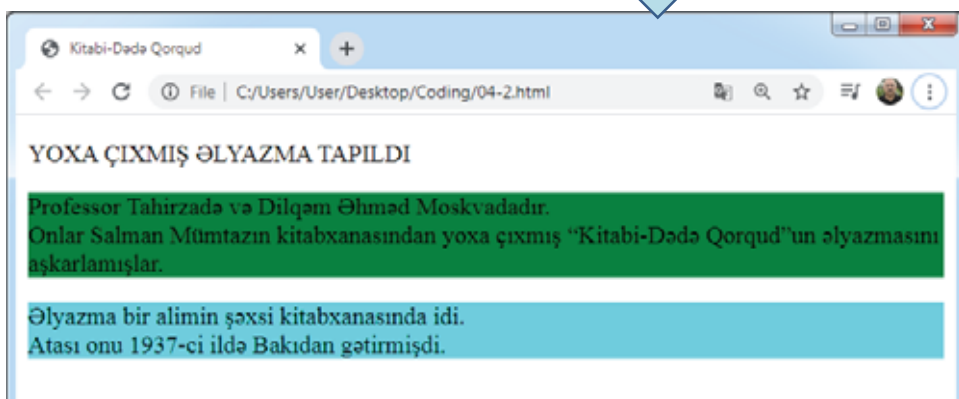 Kitabi-Dədə Qorqud
File | C:/Users/User/Desktop/Coding/04-2.html
YOXA ÇIXMIŞ ƏLYAZMA TAPILDI
Professor Tahirzadə və Dilqəm Əhməd Moskvadadır.
Onlar Salman Mümtazın kitabxanasından yoxa çıxmış “Kitabi-Dədə Qorqud”un əlyazmasını
aşkarlamışlar.
Əlyazma bir alimin şəxsi kitabxanasında idi.
Atası onu 1937-ci ildə Bakıdan gətirmişdi.